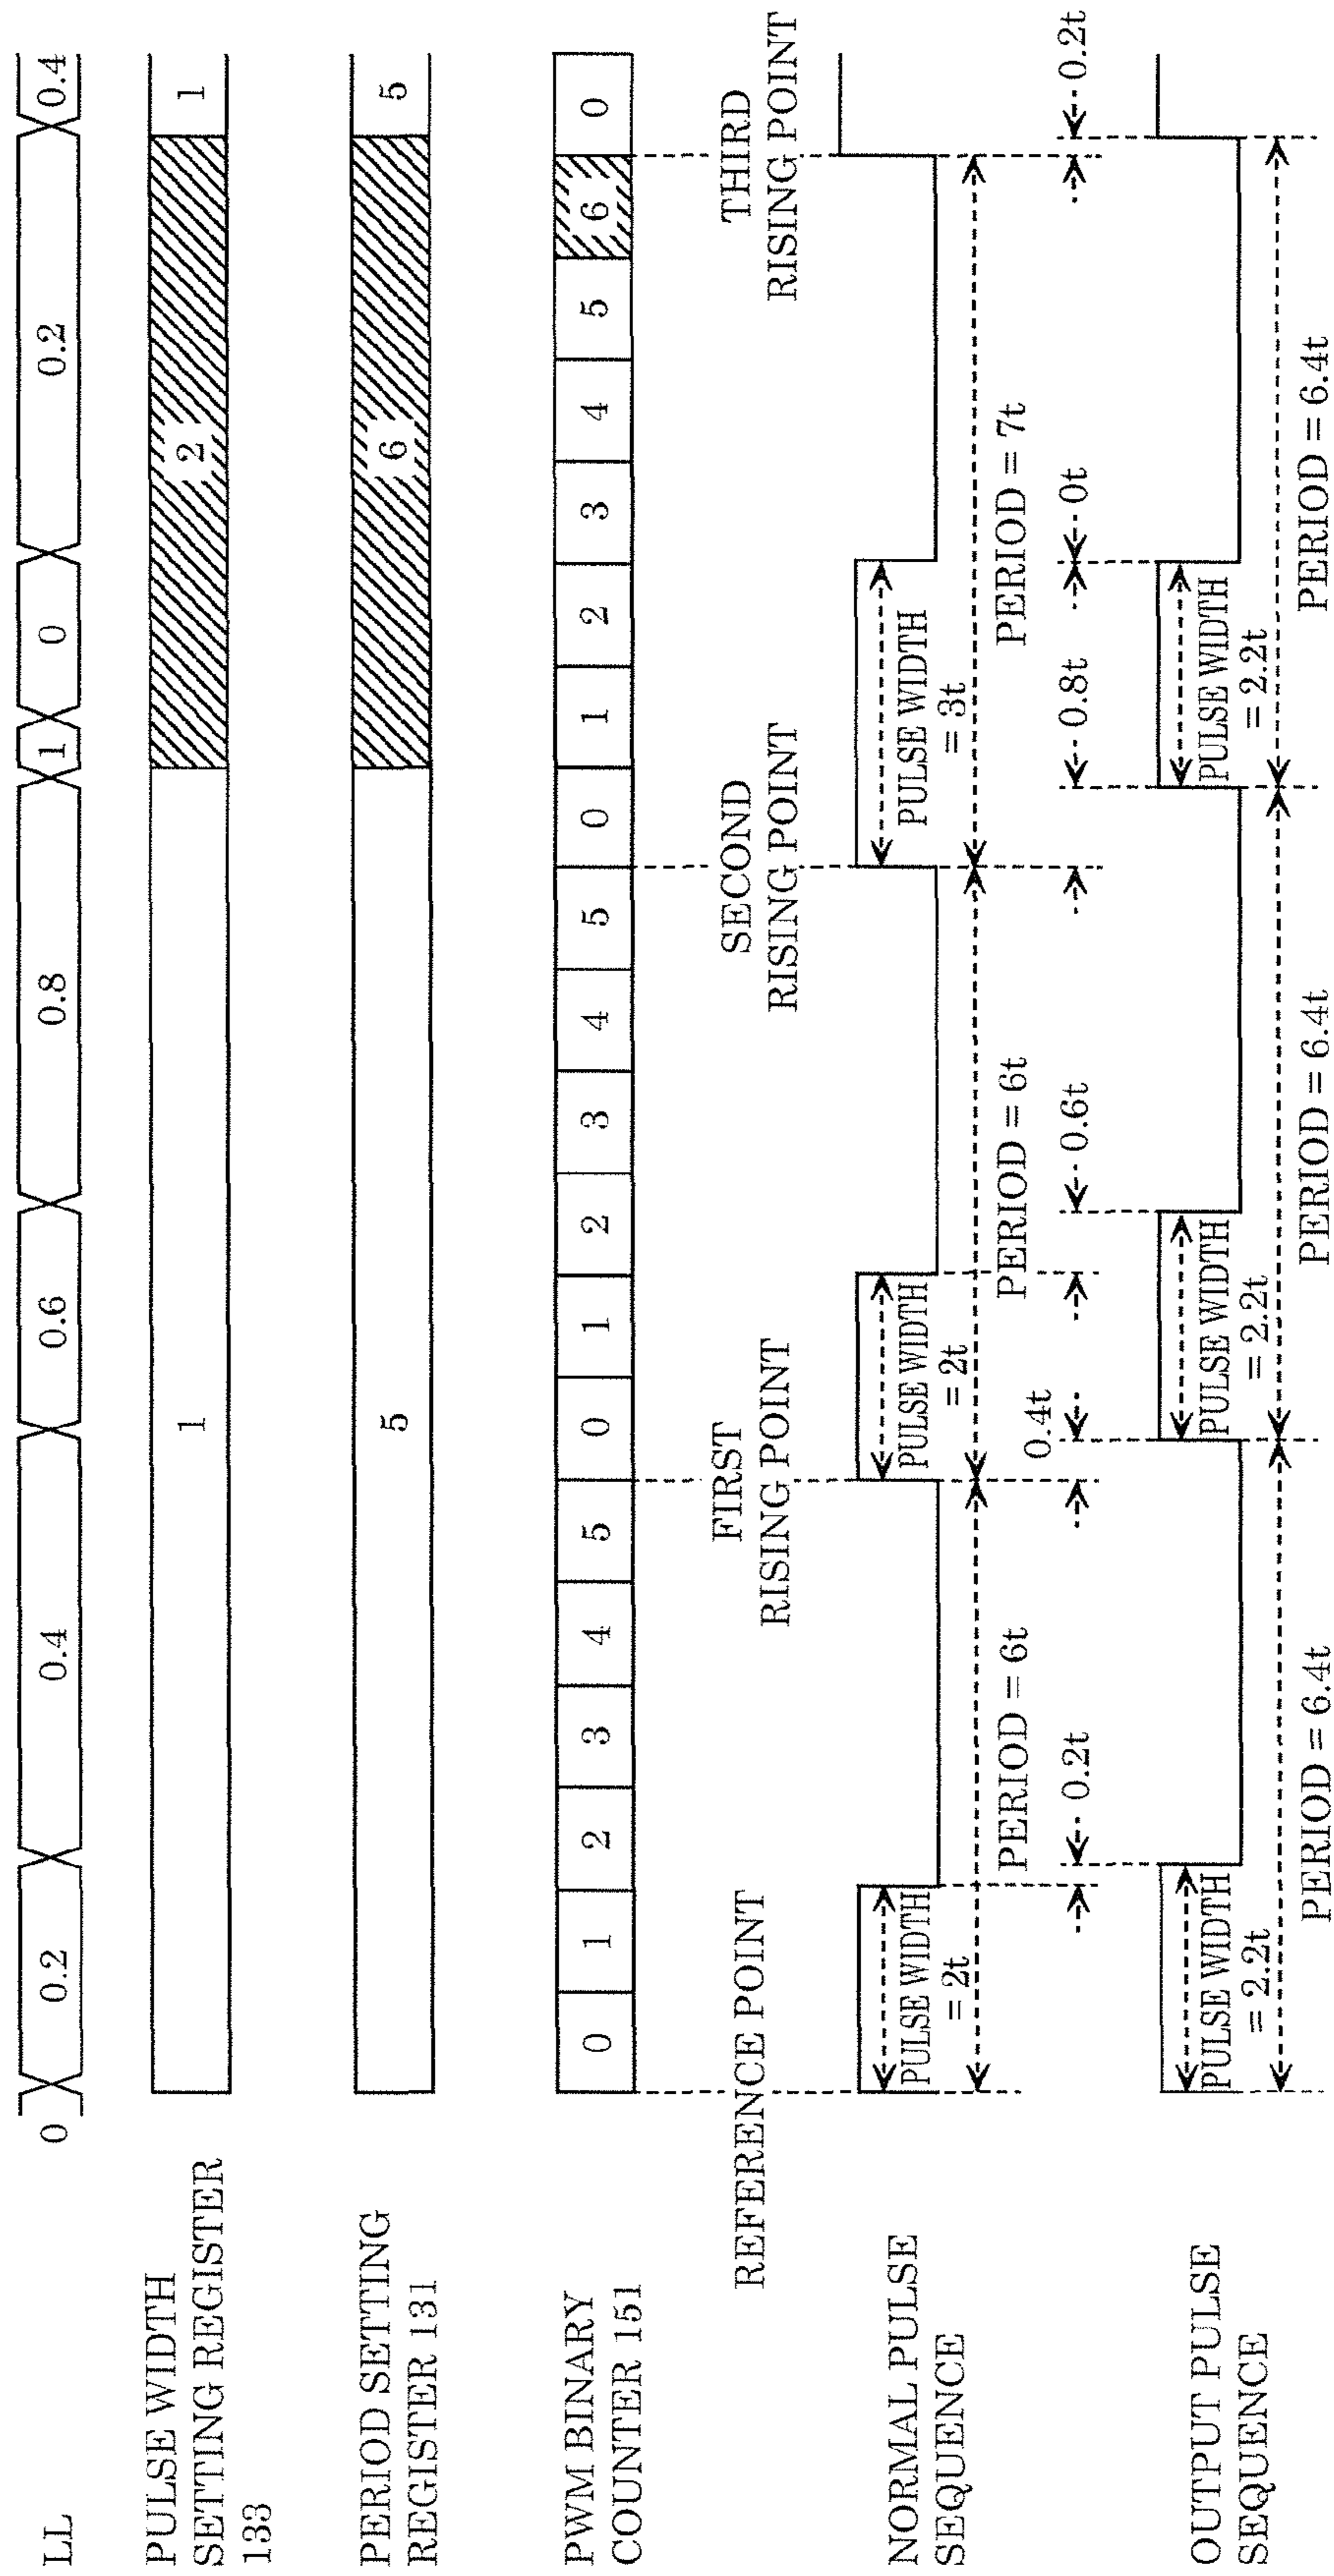 LL
0
0.2
0.4
0.6
0.8
1
0
0.2
0.4
PULSE WIDTH
SETTING REGISTER
133
1
2
1
PERIOD SETTING
REGISTER 131
5
6
5
PWM BINARY
COUNTER 151
0
1
2
3
4
5
0
1
2
3
4
5
0
1
2
3
4
5
6
0
REFERENCE POINT
FIRST
RISING POINT
SECOND
RISING POINT
THIRD
RISING POINT
NORMAL PULSE
SEQUENCE
PULSE WIDTH
= 2t
PULSE WIDTH
= 2t
PULSE WIDTH
= 3t
PERIOD = 6t
PERIOD = 6t
PERIOD = 7t
0.2t
0.4t
0.6t
0.8t
0t
0.2t
OUTPUT PULSE
SEQUENCE
PULSE WIDTH
= 2.2t
PULSE WIDTH
= 2.2t
PULSE WIDTH
= 2.2t
PERIOD = 6.4t
PERIOD = 6.4t
PERIOD = 6.4t